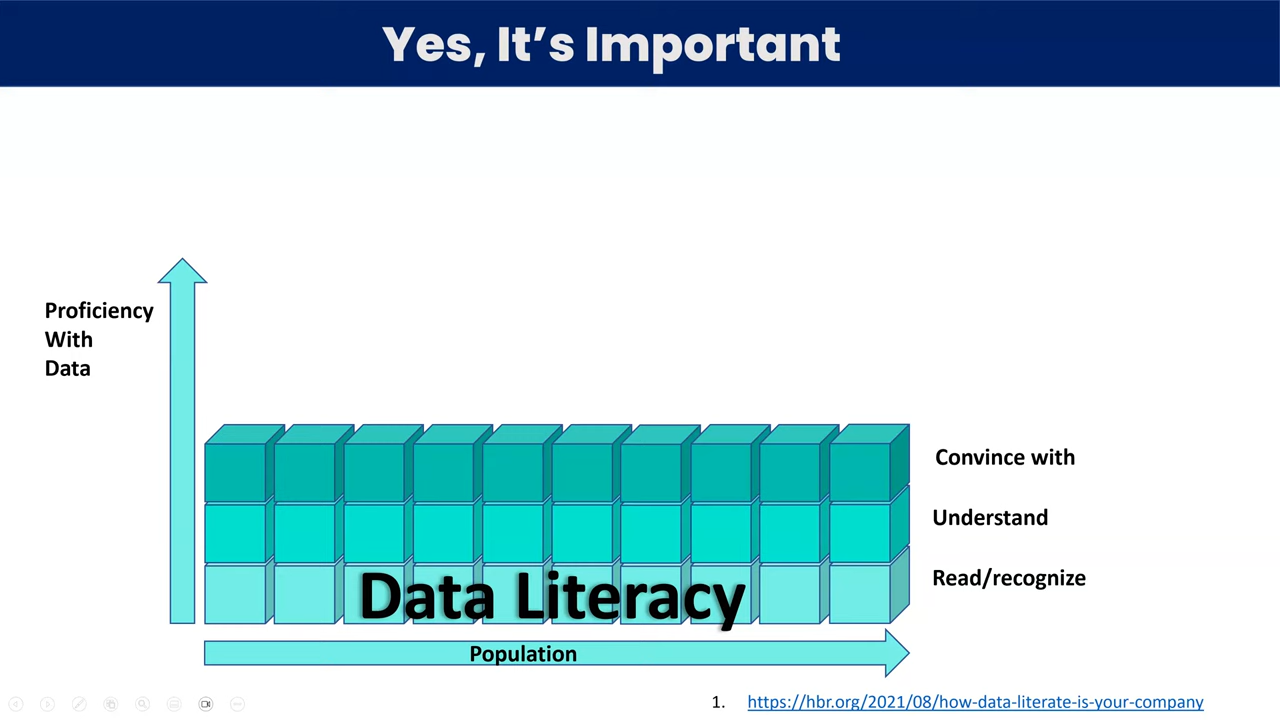 Yes, It's Important
Proficiency
With
Data
Convince with
Understand
Read/recognize
Data Literacy
Population
1. https://hbr.org/2021/08/how-data-literate-is-your-company